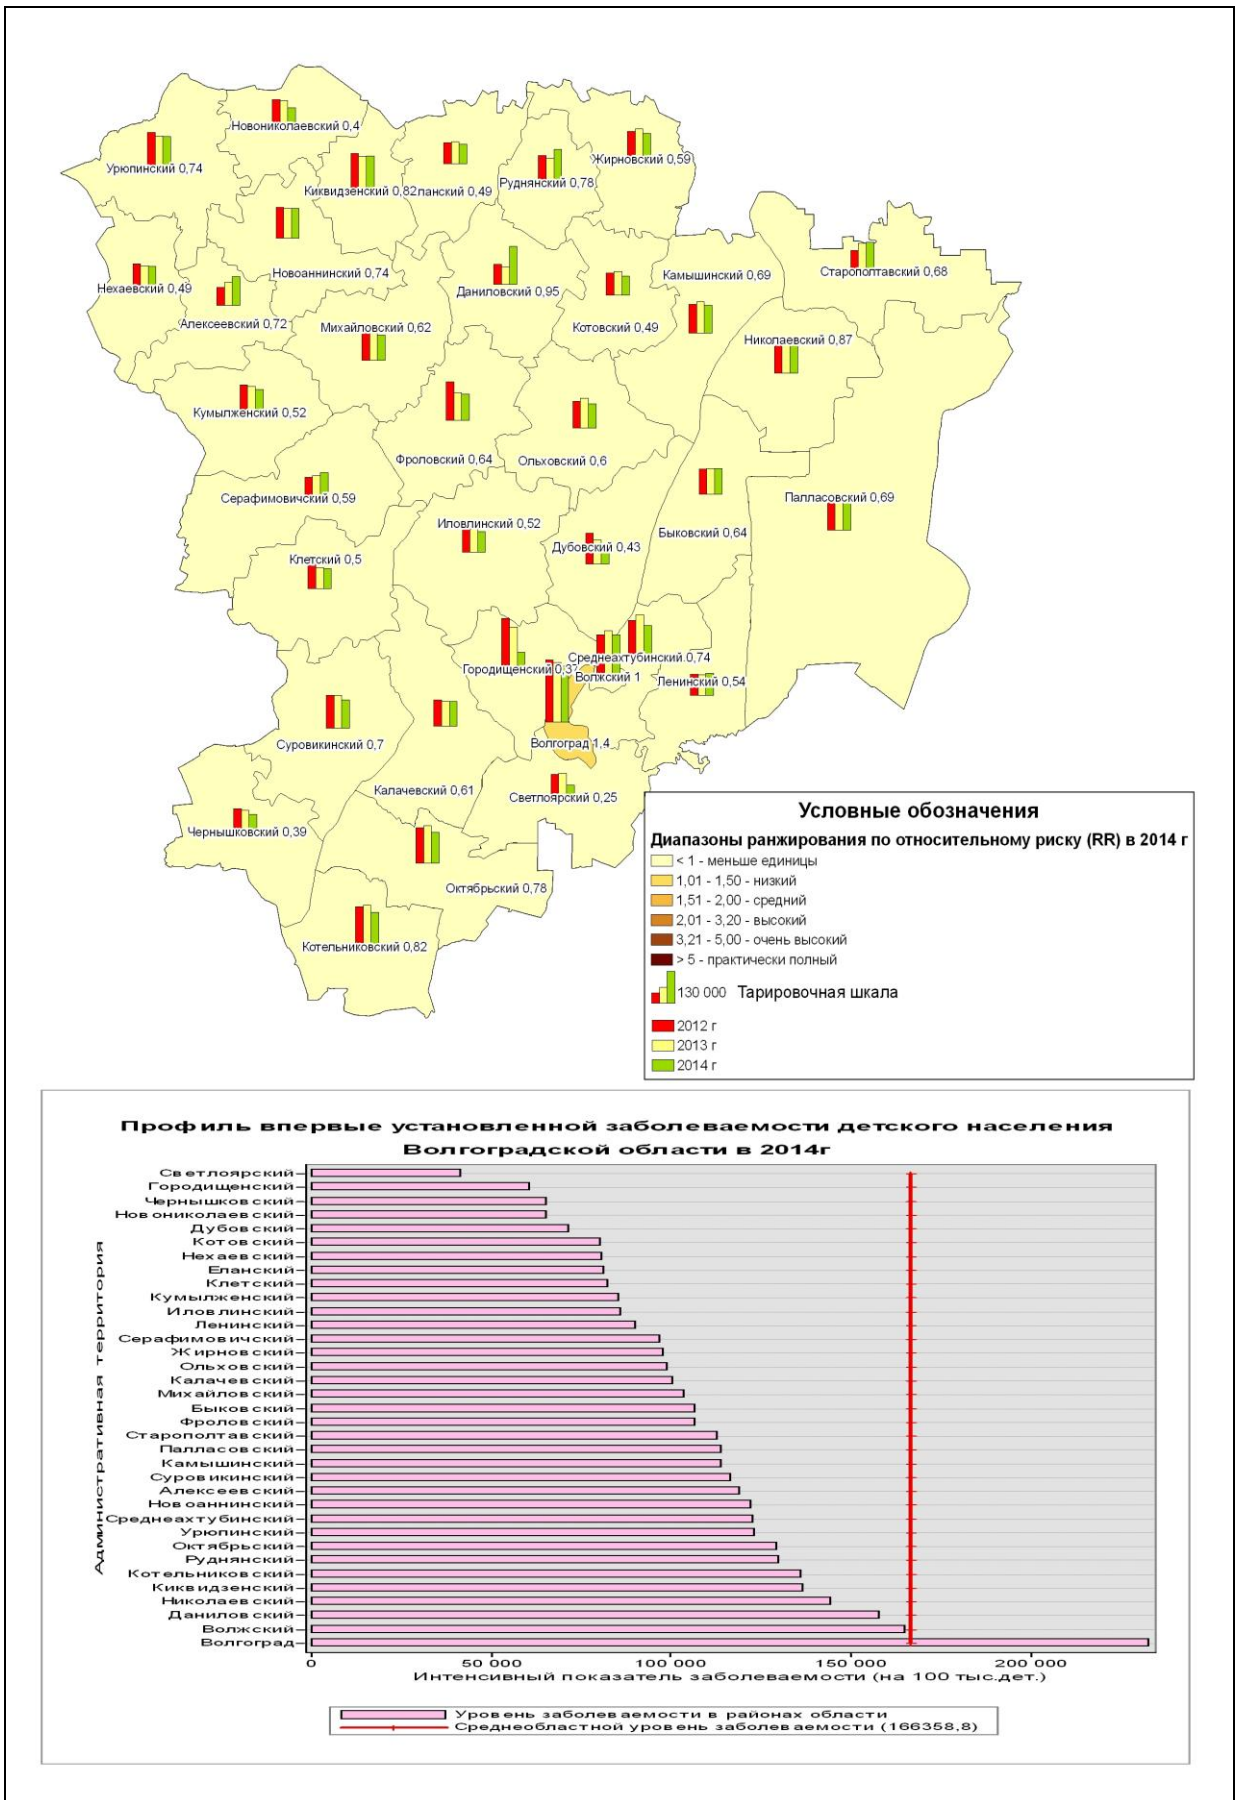 Новониколаевский 0,4
Урюпинский 0,74
Киквидзенский 0,82
ланский 0,49
Руднянский 0,78
Жирновский 0,59
Нехаевский 0,49
Новоаннинский 0,74
Даниловский 0,95
Камышинский 0,69
Старополтавский 0,68
Алексеевский 0,72
Михайловский 0,62
Котовский 0,49
Николаевский 0,87
Кумылженский 0,52
Фроловский 0,64
Ольховский 0,6
Серафимовичский 0,59
Иловлинский 0,52
Палласовский 0,69
Клетский 0,5
Дубовский 0,43
Быковский 0,64
Городищенский 0,37
Среднеахтубинский 0,74
Волжский 1
Ленинский 0,54
Суровикинский 0,7
Волгоград 1,4
Калачевский 0,61
Светлоярский 0,25
Чернышковский 0,39
Октябрьский 0,78
Котельниковский 0,82
Условные обозначения
Диапазоны ранжирования по относительному риску (RR) в 2014 г
< 1 - меньше единицы
1,01 - 1,50 - низкий
1,51 - 2,00 - средний
2,01 - 3,20 - высокий
3,21 - 5,00 - очень высокий
> 5 - практически полный
130 000 Тарировочная шкала
2012 г
2013 г
2014 г
Профиль впервые установленной заболеваемости детского населения
Волгоградской области в 2014г
Административная территория
Светлоярский
Городищенский
Чернышковский
Новониколаевский
Дубовский
Котовский
Нехаевский
Еланский
Клетский
Кумылженский
Иловлинский
Ленинский
Серафимовичский
Жирновский
Ольховский
Калачевский
Михайловский
Быковский
Фроловский
Старополтавский
Палласовский
Камышинский
Суровикинский
Алексеевский
Новоаннинский
Среднеахтубинский
Урюпинский
Октябрьский
Руднянский
Котельниковский
Киквидзенский
Николаевский
Даниловский
Волжский
Волгоград
0 50 000 100 000 150 000 200 000
Интенсивный показатель заболеваемости (на 100 тыс.дет.)
Уровень заболеваемости в районах области
Среднеобластной уровень заболеваемости (166358,8)